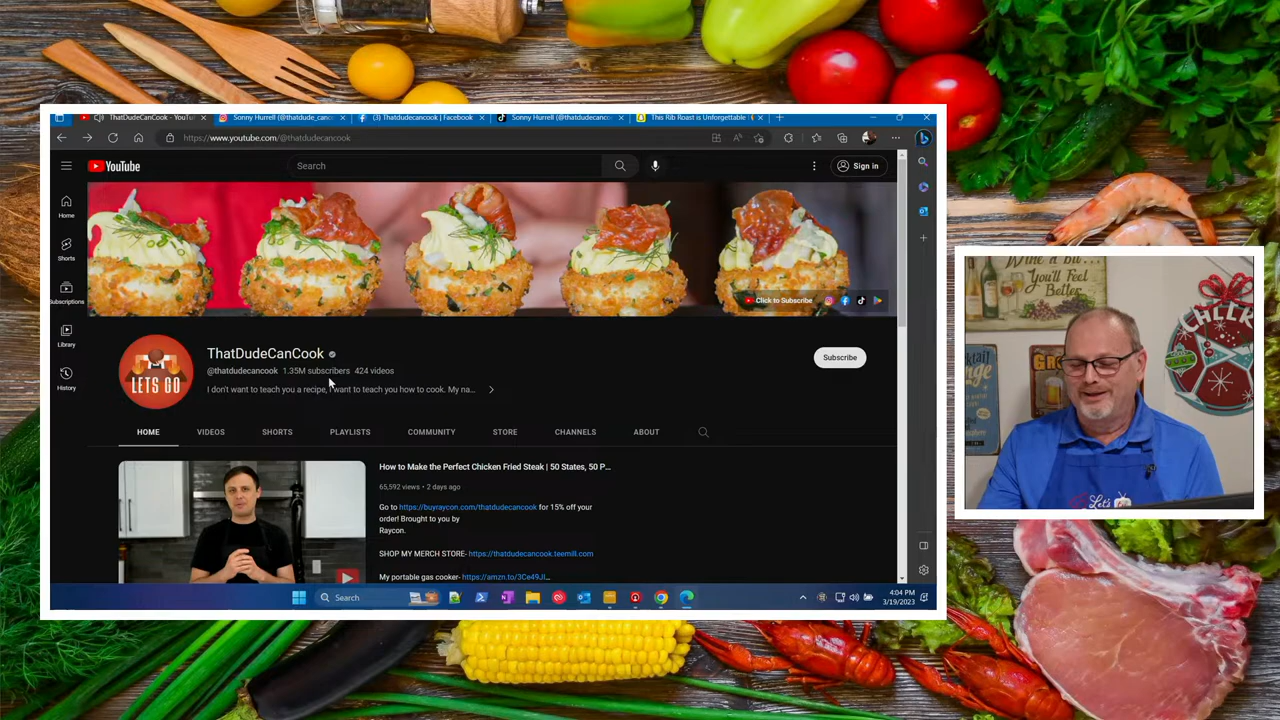 ThatDudeCanCook - YouTu
Sonny Hurrell (@thatdude_canc
(3) Thatdudecancook | Facebook
Sonny Hurrell (@thatdudecanc
This Rib Roast is Unforgettable
https://www.youtube.com/@thatdudecancook
YouTube
Search
Sign in
Home
Shorts
Subscriptions
Library
History
Click to Subscribe
LETS GO
ThatDudeCanCook
@thatdudecancook 1.35M subscribers 424 videos
I don't want to teach you a recipe, I want to teach you how to cook. My na...
Subscribe
HOME VIDEOS SHORTS PLAYLISTS COMMUNITY STORE CHANNELS ABOUT
How to Make the Perfect Chicken Fried Steak | 50 States, 50 P...
65,592 views • 2 days ago
Go to https://buyraycon.com/thatdudecancook for 15% off your
order! Brought to you by
Raycon.
SHOP MY MERCH STORE- https://thatdudecancook.teemill.com
My portable gas cooker- https://amzn.to/3Ce49JI...
Search
4:04 PM
3/19/2023
Wine a bit...
You'll Feel
Better
CHEER
Let's